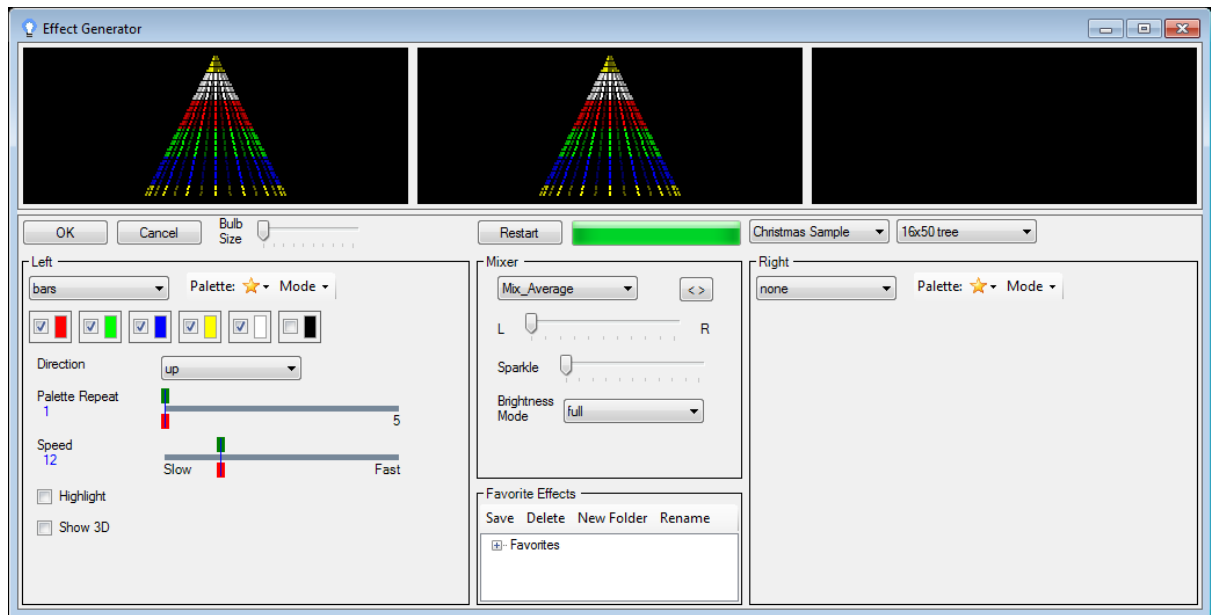 Effect Generator
OK Cancel Bulb Size Restart Christmas Sample 16x50 tree
Left
bars Palette: Mode
Direction up
Palette Repeat
1 5
Speed
12
Slow Fast
Highlight
Show 3D
Mixer
Mix_Average < >
L R
Sparkle
Brightness Mode full
Favorite Effects
Save Delete New Folder Rename
Favorites
Right
none Palette: Mode